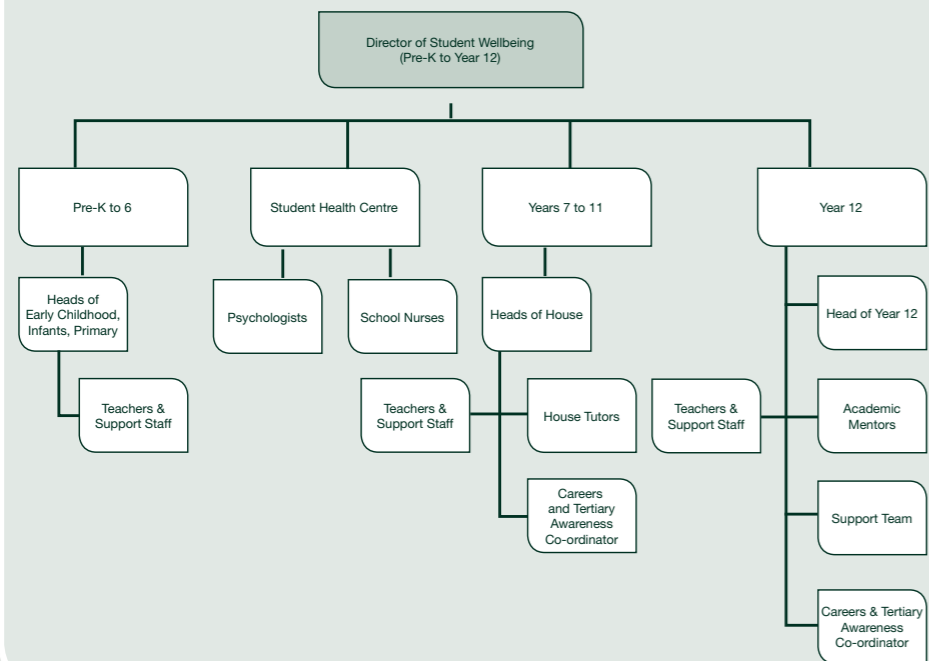 Director of Student Wellbeing
(Pre-K to Year 12)
Pre-K to 6
Student Health Centre
Years 7 to 11
Year 12
Heads of
Early Childhood,
Infants, Primary
Psychologists
School Nurses
Heads of House
Head of Year 12
Teachers &
Support Staff
Teachers &
Support Staff
House Tutors
Teachers &
Support Staff
Academic
Mentors
Careers
and Tertiary
Awareness
Co-ordinator
Support Team
Careers & Tertiary
Awareness
Co-ordinator